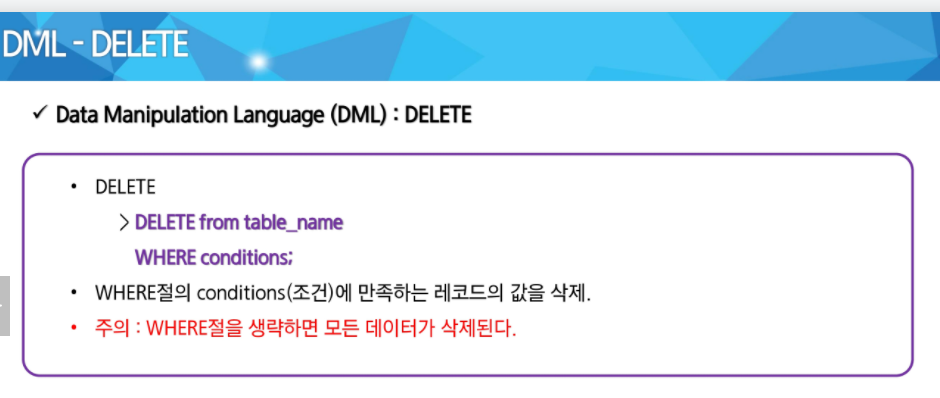 DML - DELETE
✓ Data Manipulation Language (DML) : DELETE
• DELETE
> DELETE from table_name
WHERE conditions;
• WHERE절의 conditions(조건)에 만족하는 레코드의 값을 삭제.
• 주의 : WHERE절을 생략하면 모든 데이터가 삭제된다.